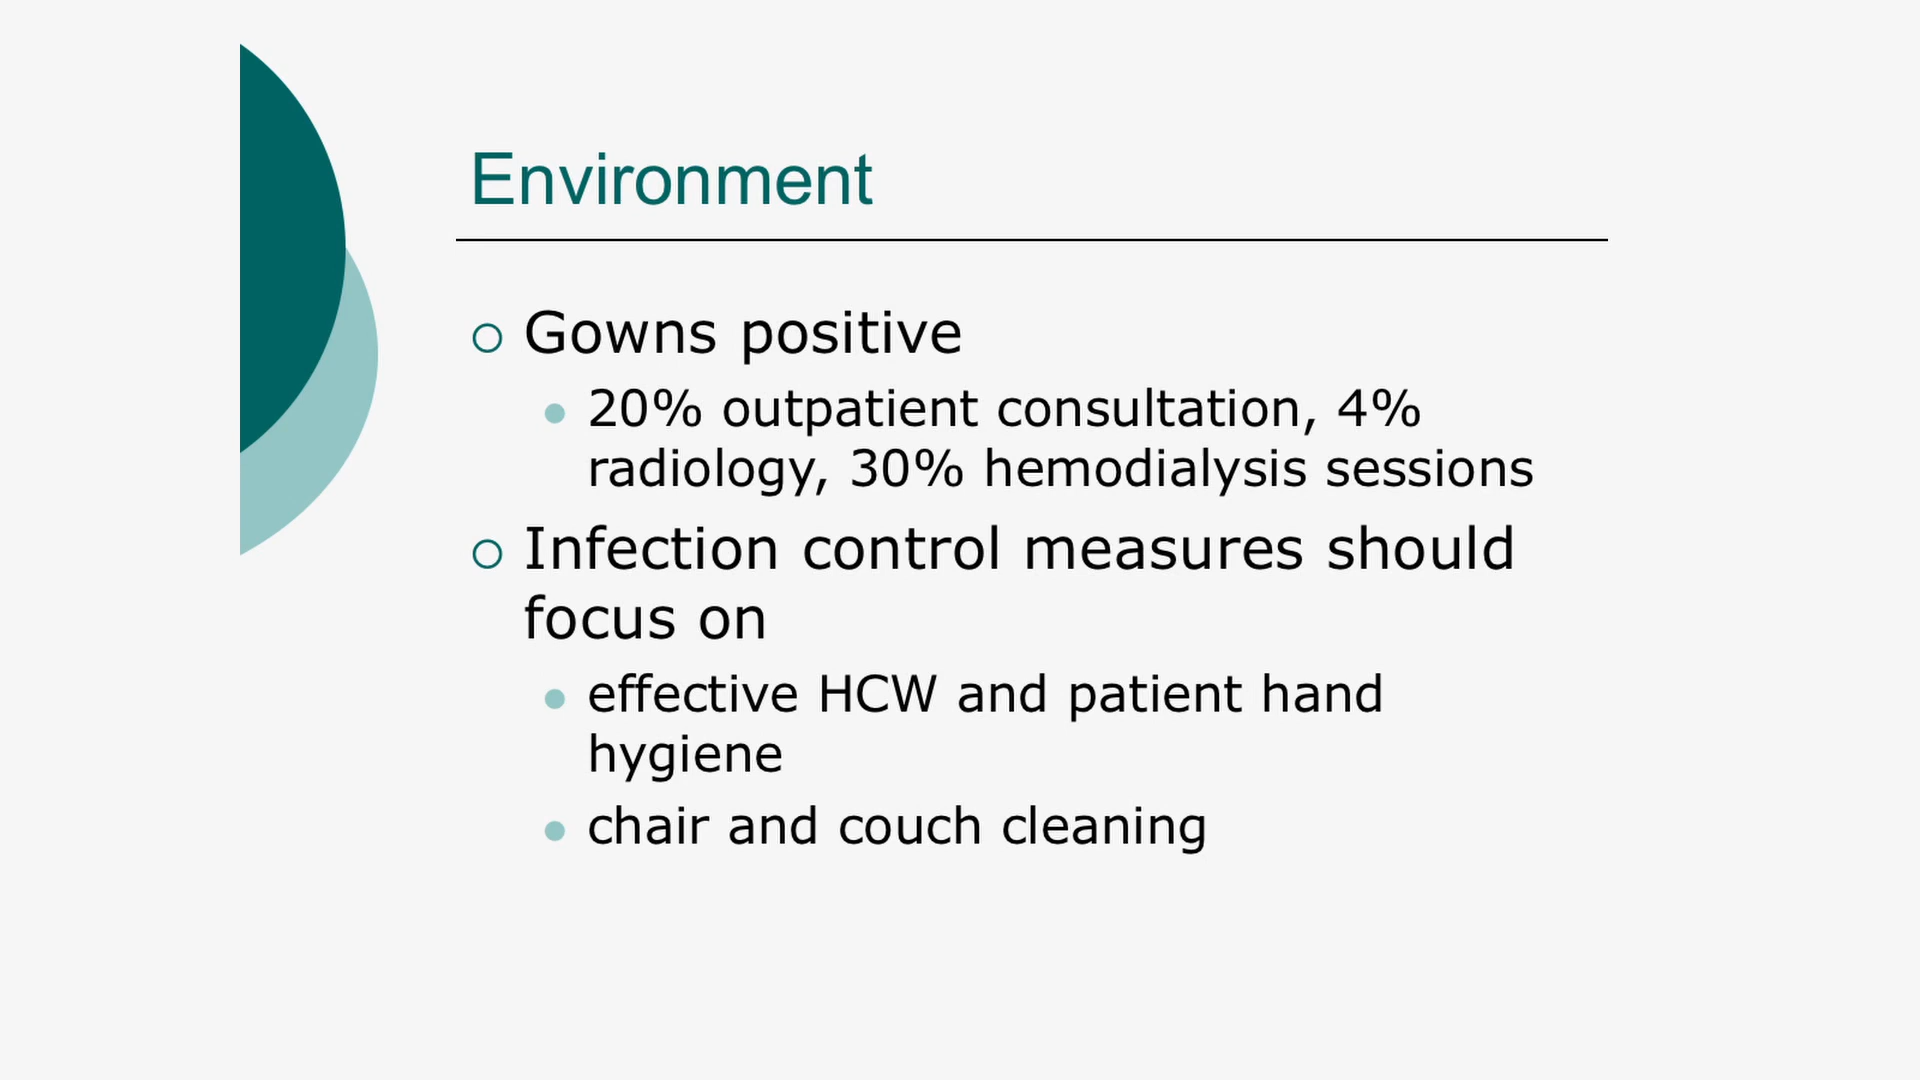 Environment
Gowns positive
20% outpatient consultation, 4%
radiology, 30% hemodialysis sessions
Infection control measures should
focus on
effective HCW and patient hand
hygiene
chair and couch cleaning